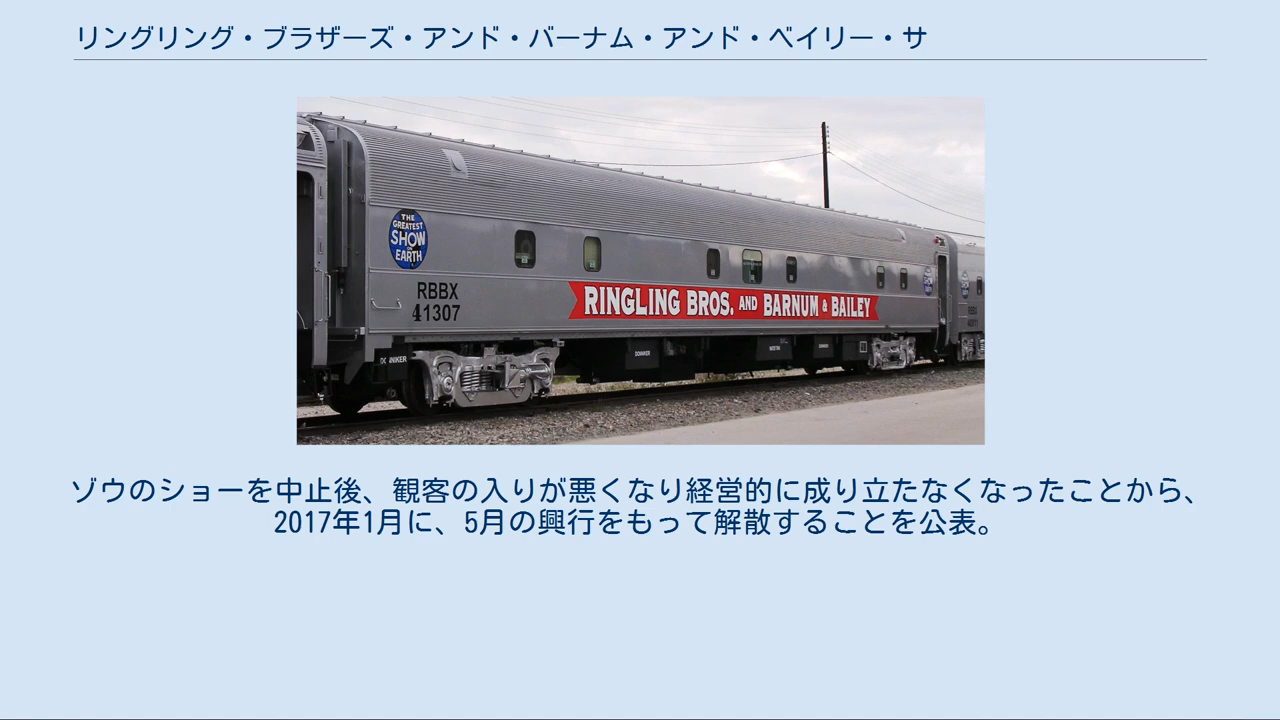 リングリング・ブラザーズ・アンド・バーナム・アンド・ベイリー・サ
THE
GREATEST
SHOW
ON
EARTH
RBBX
41307
RINGLING BROS. AND BARNUM & BAILEY
DONIKER
ゾウのショーを中止後、観客の入りが悪くなり経営的に成り立たなくなったことから、
2017年1月に、5月の興行をもって解散することを公表。